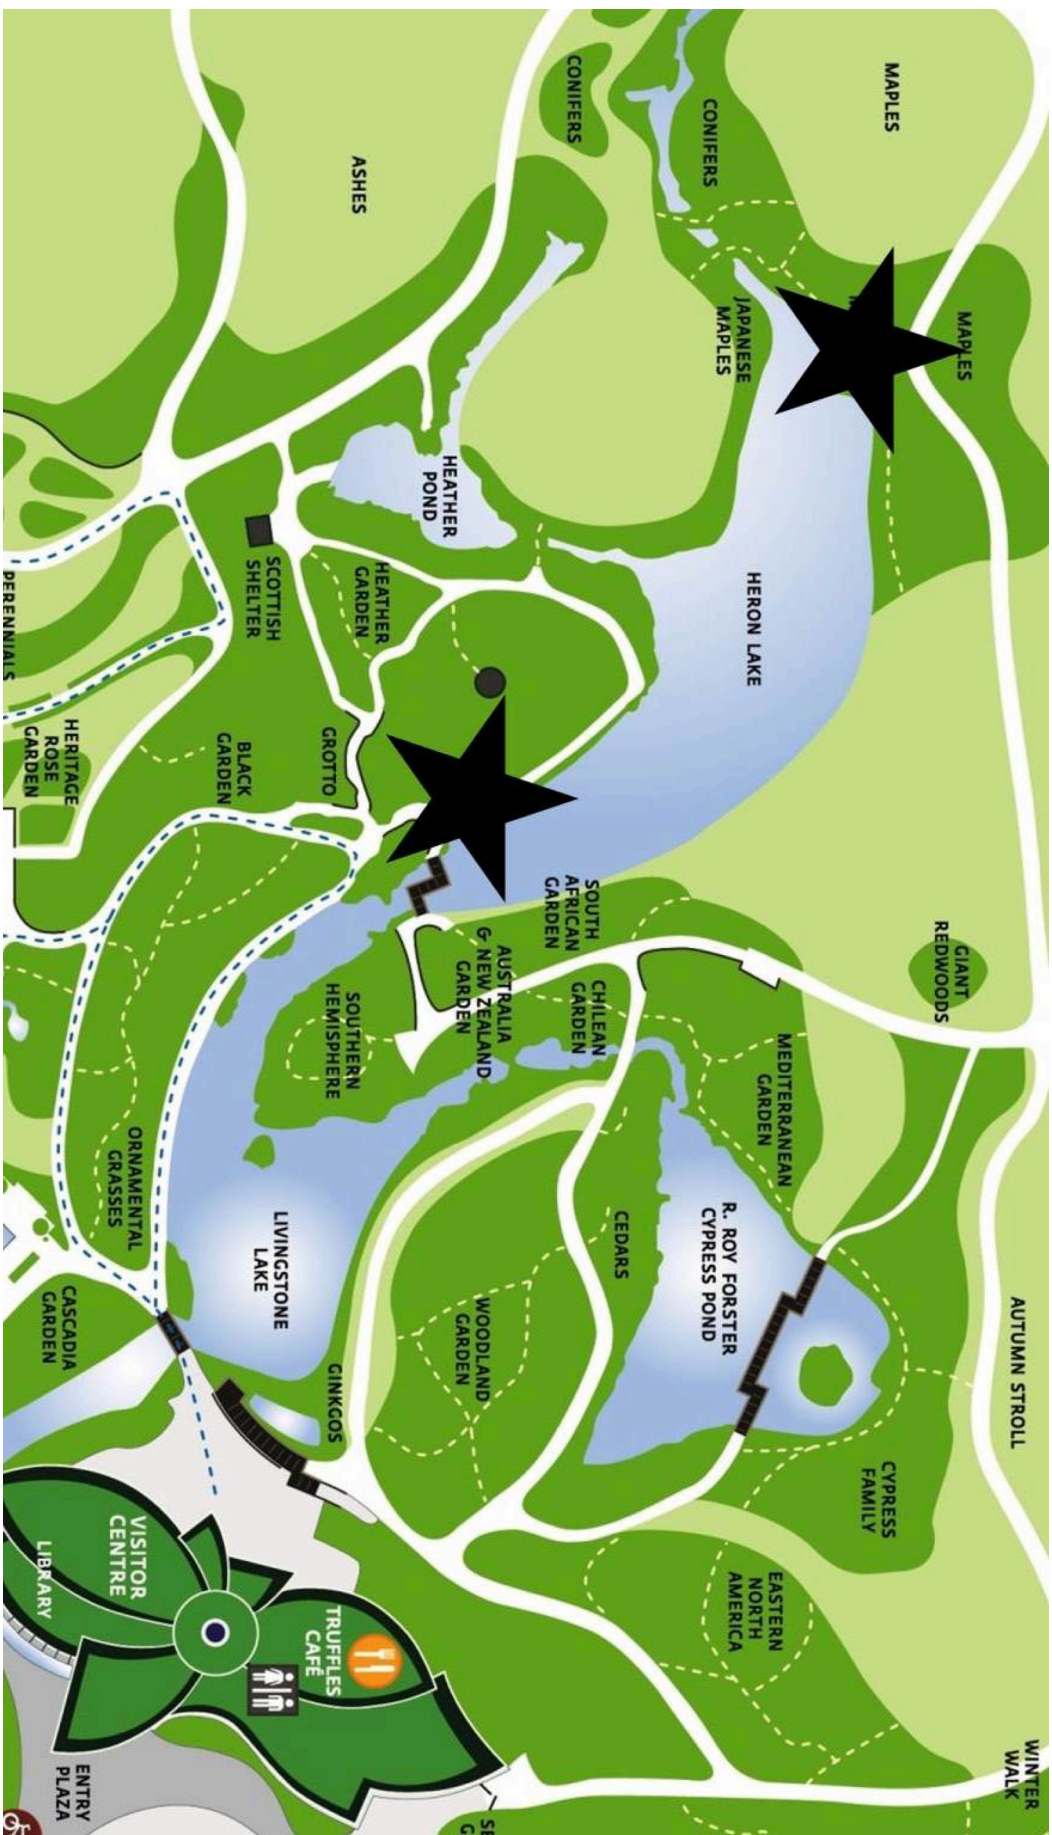 MAPLES
CONIFERS
CONIFERS
ASHES
MAPLES
JAPANESE
MAPLES
HEATHER
POND
HERON LAKE
HEATHER
GARDEN
SCOTTISH
SHELTER
PERENNIALS
HERITAGE
ROSE
GARDEN
BLACK
GARDEN
GROTTO
SOUTH
AFRICAN
GARDEN
GIANT
REDWOODS
AUSTRALIA
& NEW ZEALAND
GARDEN
CHILEAN
GARDEN
SOUTHERN
HEMISPHERE
MEDITERRANEAN
GARDEN
ORNAMENTAL
GRASSES
LIVINGSTONE
LAKE
CEDARS
R. ROY FORSTER
CYPRESS POND
WOODLAND
GARDEN
AUTUMN STROLL
CASCADIA
GARDEN
GINKGOS
CYPRESS
FAMILY
VISITOR
CENTRE
LIBRARY
TRUFFLES
CAFÉ
EASTERN
NORTH
AMERICA
WINTER
WALK
ENTRY
PLAZA